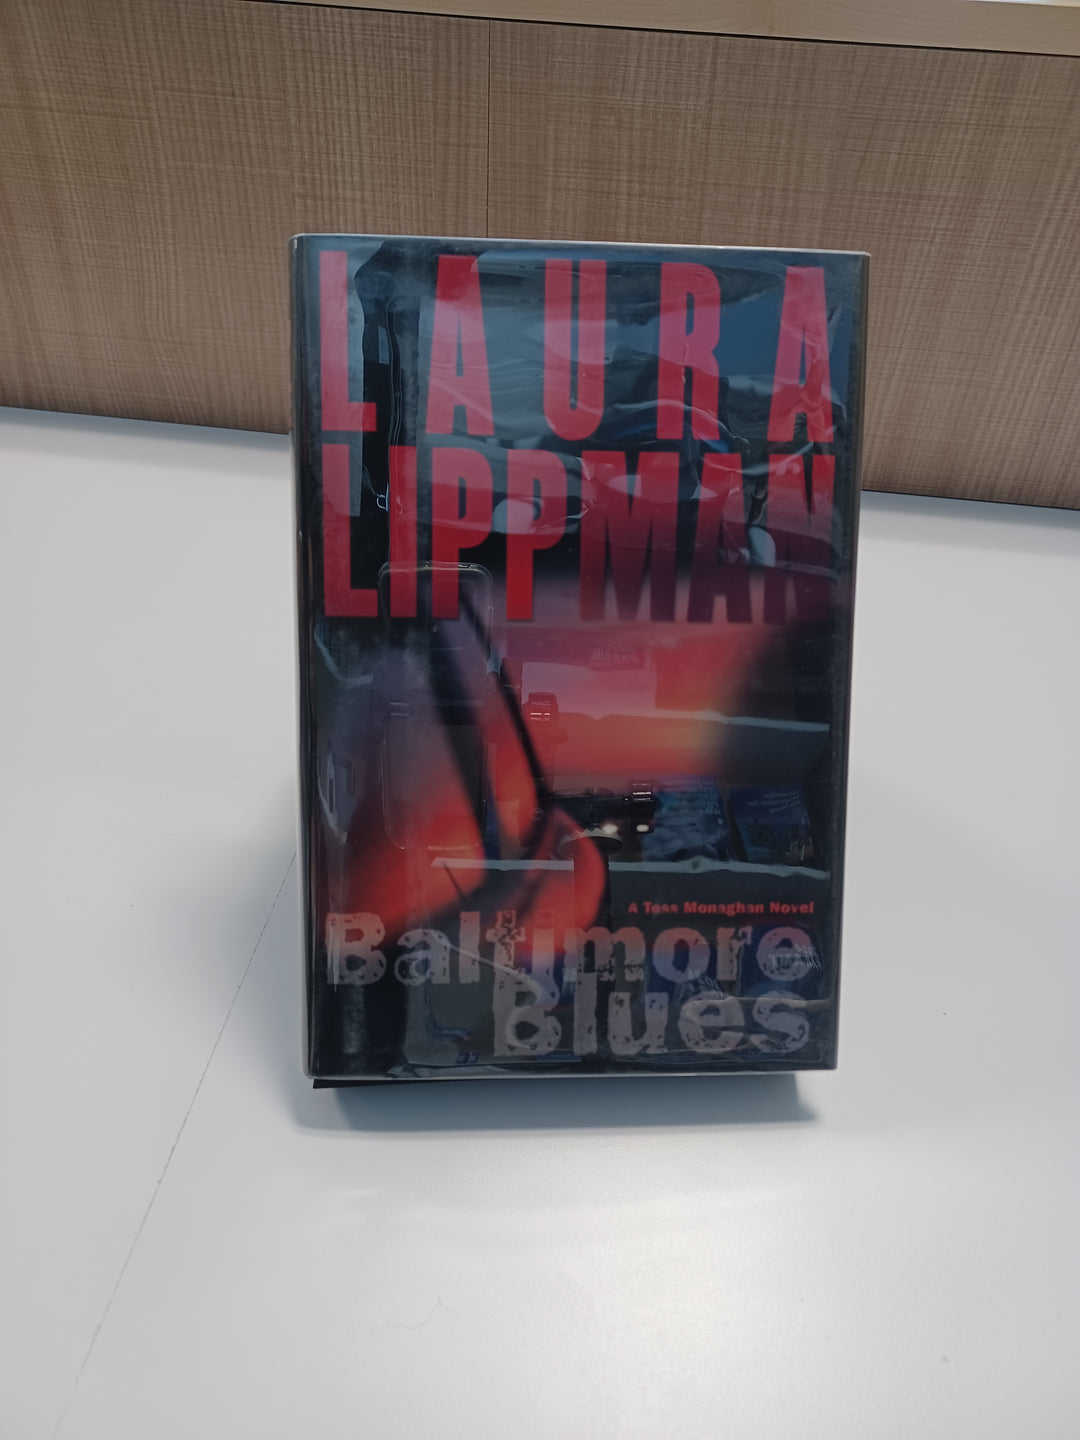 LAURA
LIPPMAN
A Tess Monaghan Novel
Baltimore
Blues